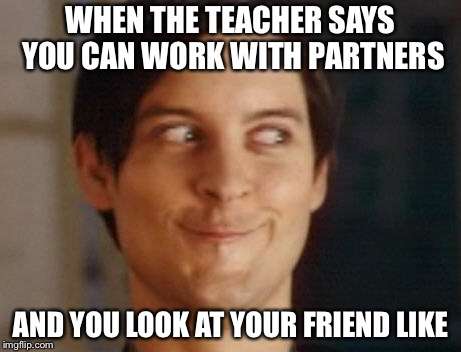 WHEN THE TEACHER SAYS
YOU CAN WORK WITH PARTNERS
AND YOU LOOK AT YOUR FRIEND LIKE
imgflip.com